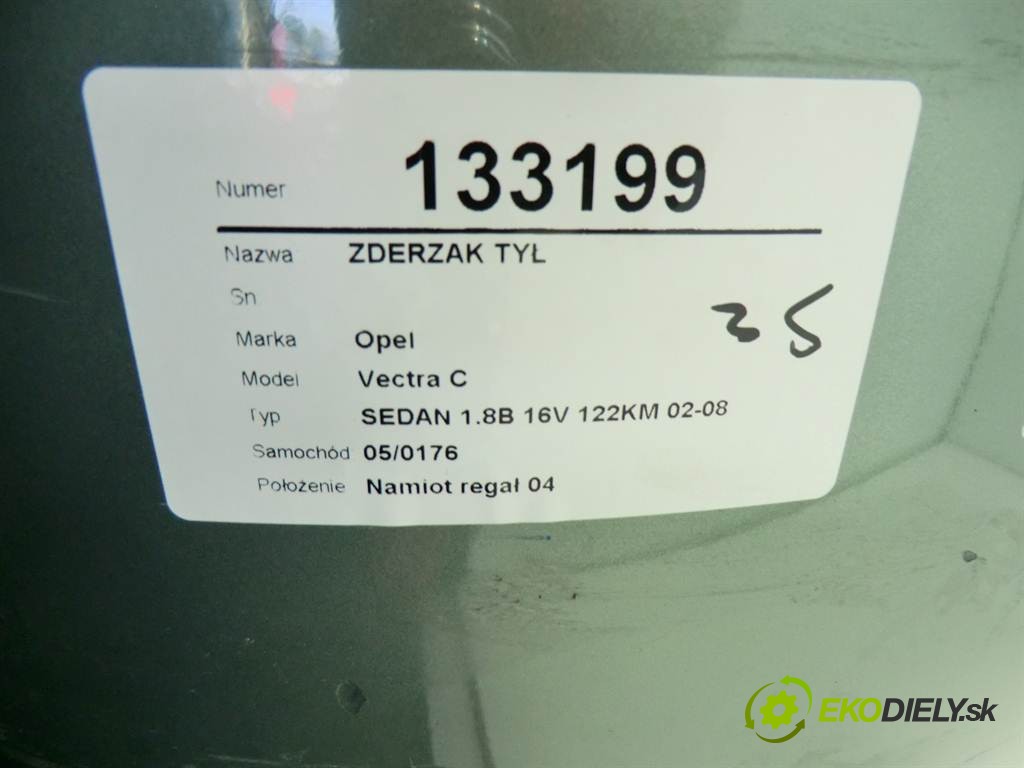 Numer 133199
Nazwa ZDERZAK TYŁ
Sn
Marka Opel
35
Model Vectra C
Typ SEDAN 1.8B 16V 122KM 02-08
Samochód 05/0176
Położenie Namiot regał 04
EKODIELY.sk